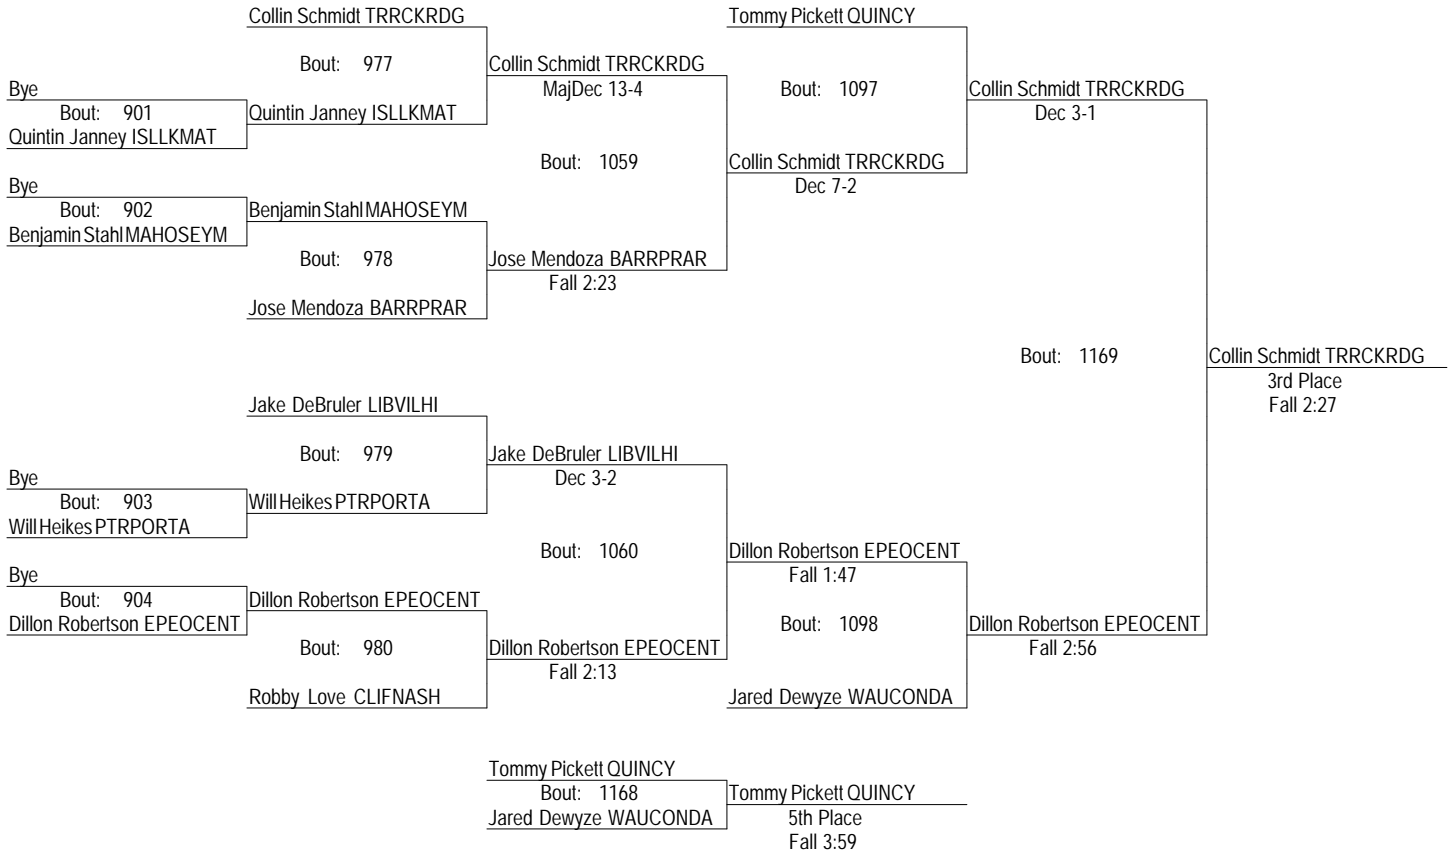 Collin Schmidt TRRCKRDG
Tommy Pickett QUINCY
Bout: 977
Collin Schmidt TRRCKRDG
MajDec 13-4
Bout: 1097
Collin Schmidt TRRCKRDG
Dec 3-1
Bye
Bout: 901
Quintin Janney ISLLKMAT
Quintin Janney ISLLKMAT
Bout: 1059
Collin Schmidt TRRCKRDG
Dec 7-2
Bye
Bout: 902
Benjamin Stahl MAHOSEYM
Benjamin Stahl MAHOSEYM
Bout: 978
Jose Mendoza BARRPRAR
Fall 2:23
Jose Mendoza BARRPRAR
Bout: 1169
Collin Schmidt TRRCKRDG
3rd Place
Fall 2:27
Jake DeBruler LIBVILHI
Bout: 979
Jake DeBruler LIBVILHI
Dec 3-2
Bye
Bout: 903
Will Heikes PTRPORTA
Will Heikes PTRPORTA
Bout: 1060
Dillon Robertson EPEOCENT
Fall 1:47
Bye
Bout: 904
Dillon Robertson EPEOCENT
Dillon Robertson EPEOCENT
Bout: 1098
Dillon Robertson EPEOCENT
Fall 2:56
Bout: 980
Dillon Robertson EPEOCENT
Fall 2:13
Robby Love CLIFNASH
Jared Dewyze WAUCONDA
Tommy Pickett QUINCY
Bout: 1168
Jared Dewyze WAUCONDA
Tommy Pickett QUINCY
5th Place
Fall 3:59